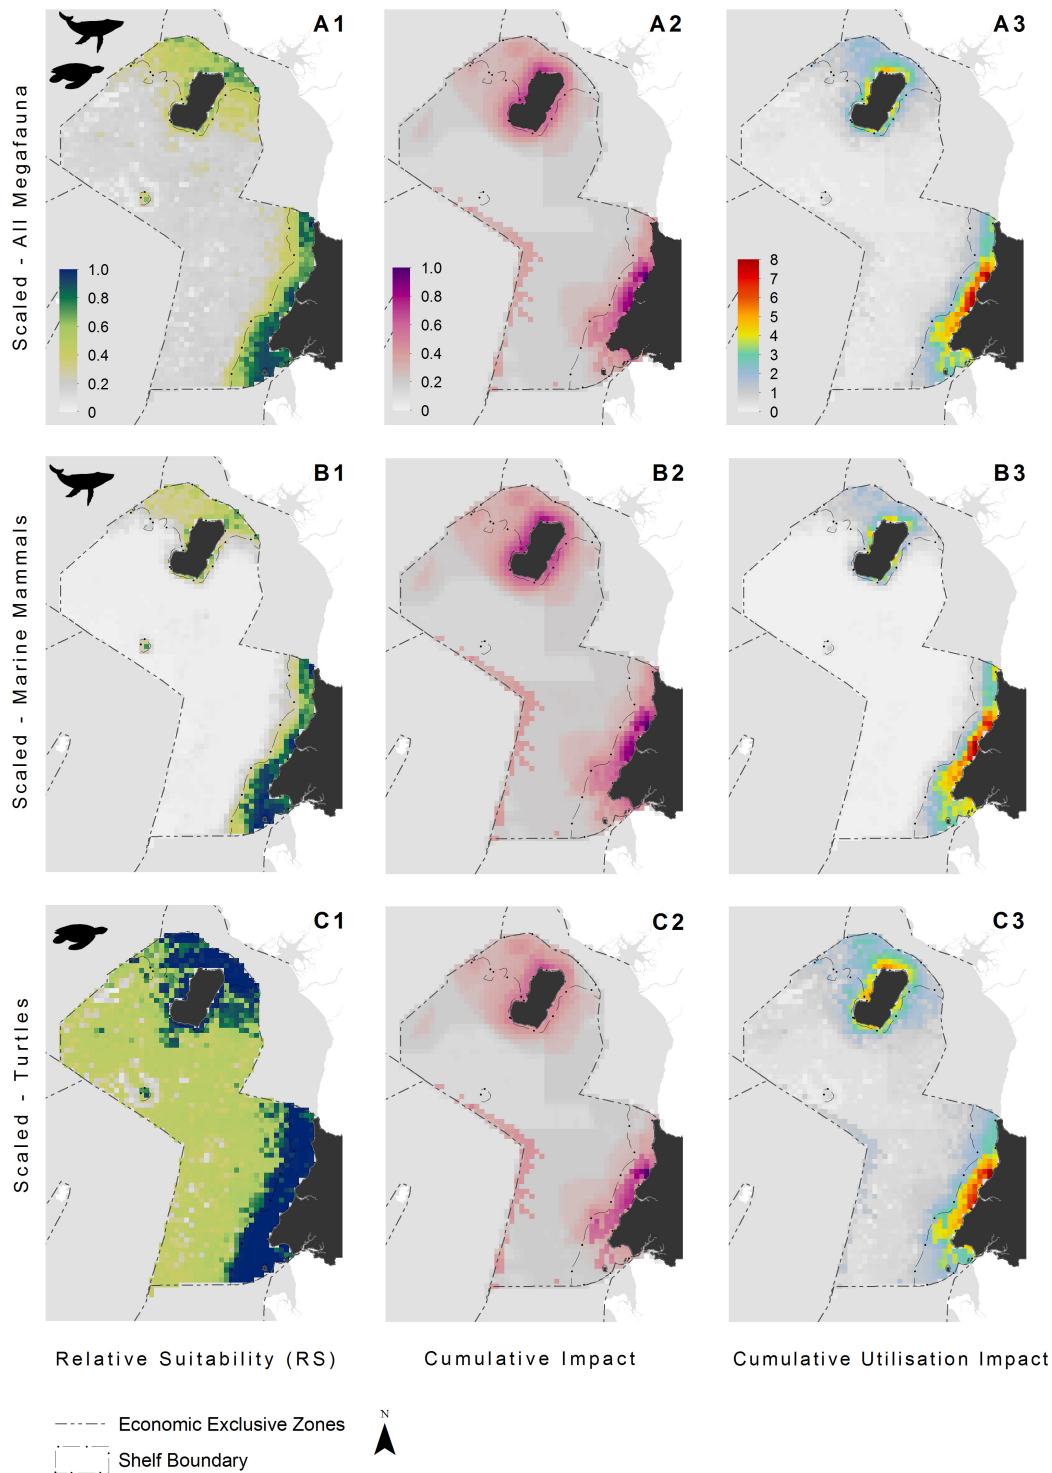 A1
A2
A3
Scaled - All Megafauna
1.0
0.8
0.6
0.4
0.2
0
1.0
0.8
0.6
0.4
0.2
0
8
7
6
5
4
3
2
1
0
B1
B2
B3
Scaled - Marine Mammals
C1
C2
C3
Scaled - Turtles
Relative Suitability (RS)
Cumulative Impact
Cumulative Utilisation Impact
Economic Exclusive Zones
Shelf Boundary
N